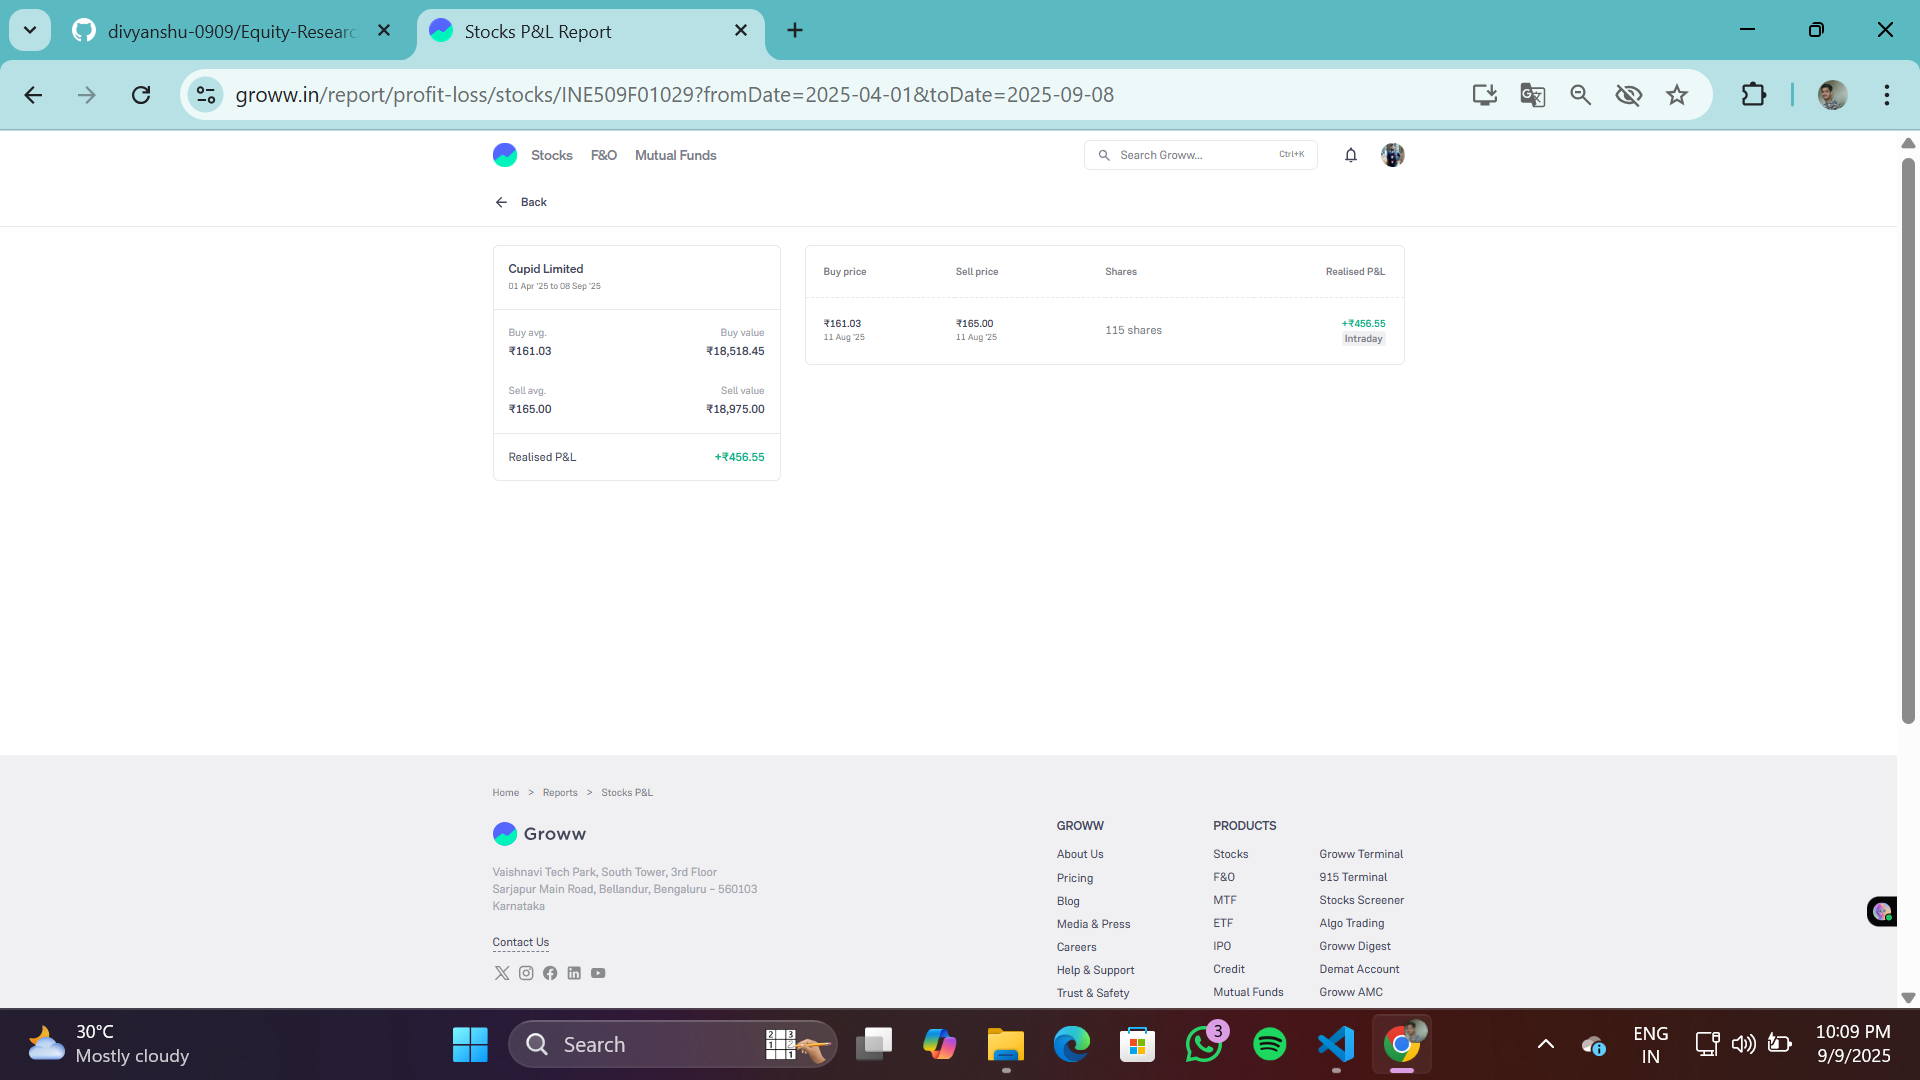 divyanshu-0909/Equity-Researc
Stocks P&L Report
groww.in/report/profit-loss/stocks/INE509F01029?fromDate=2025-04-01&toDate=2025-09-08
Stocks F&O Mutual Funds
Search Groww... Ctrl+K
Back
Cupid Limited
01 Apr '25 to 08 Sep '25
Buy avg. Buy value
₹161.03 ₹18,518.45
Sell avg. Sell value
₹165.00 ₹18,975.00
Realised P&L +₹456.55
Buy price Sell price Shares Realised P&L
₹161.03 ₹165.00 115 shares +₹456.55
11 Aug '25 11 Aug '25 Intraday
Home > Reports > Stocks P&L
Groww
Vaishnavi Tech Park, South Tower, 3rd Floor
Sarjapur Main Road, Bellandur, Bengaluru – 560103
Karnataka
Contact Us
GROWW
About Us
Pricing
Blog
Media & Press
Careers
Help & Support
Trust & Safety
PRODUCTS
Stocks Groww Terminal
F&O 915 Terminal
MTF Stocks Screener
ETF Algo Trading
IPO Groww Digest
Credit Demat Account
Mutual Funds Groww AMC
30°C
Mostly cloudy
Search
3
ENG
IN
10:09 PM
9/9/2025